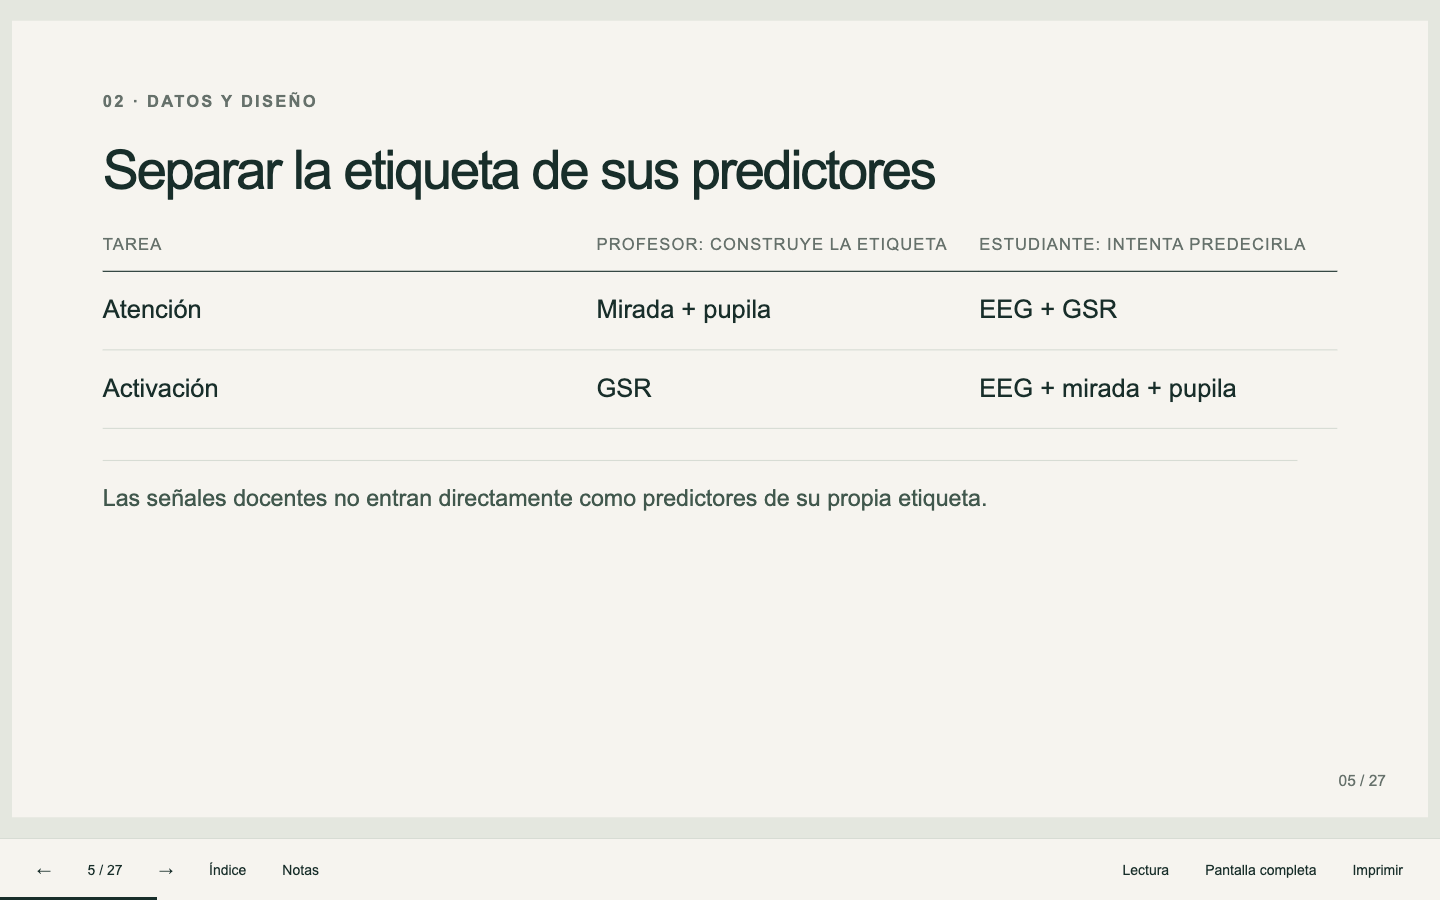 02 · DATOS Y DISEÑO
Separar la etiqueta de sus predictores
TAREA PROFESOR: CONSTRUYE LA ETIQUETA ESTUDIANTE: INTENTA PREDECIRLA
Atención Mirada + pupila EEG + GSR
Activación GSR EEG + mirada + pupila
Las señales docentes no entran directamente como predictores de su propia etiqueta.
05 / 27
← 5 / 27 → Índice Notas Lectura Pantalla completa Imprimir